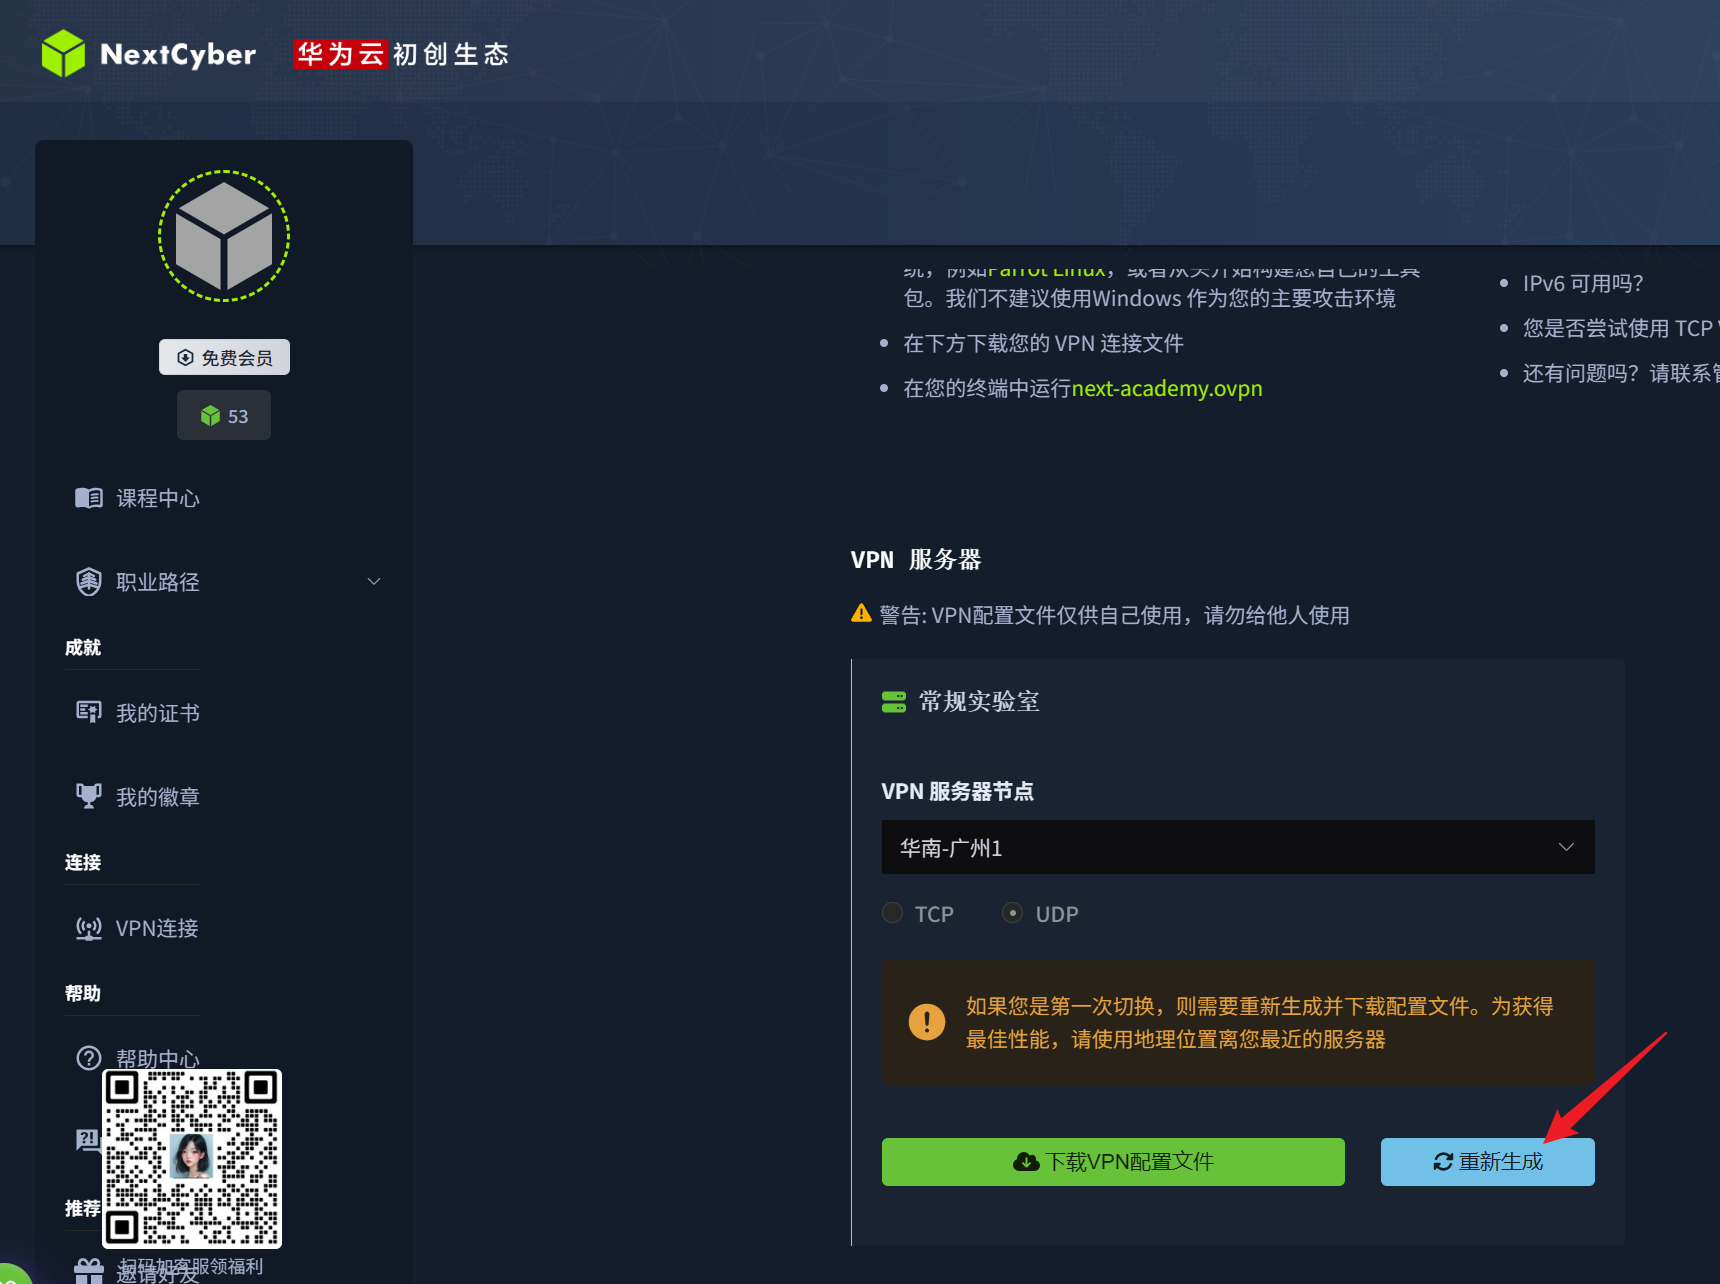 NextCyber 华为云初创生态
免费会员
53
课程中心
职业路径
成就
我的证书
我的徽章
连接
VPN连接
帮助
帮助中心
推荐
扫码加客服领福利
邀请好友
统，例如Parrot Linux，或者从头开始构建您自己的工具
包。我们不建议使用Windows 作为您的主要攻击环境
在下方下载您的 VPN 连接文件
在您的终端中运行next-academy.ovpn
IPv6 可用吗？
您是否尝试使用 TCP
还有问题吗？请联系
VPN 服务器
警告: VPN配置文件仅供自己使用，请勿给他人使用
常规实验室
VPN 服务器节点
华南-广州1
TCP UDP
如果您是第一次切换，则需要重新生成并下载配置文件。为获得
最佳性能，请使用地理位置离您最近的服务器
下载VPN配置文件 重新生成